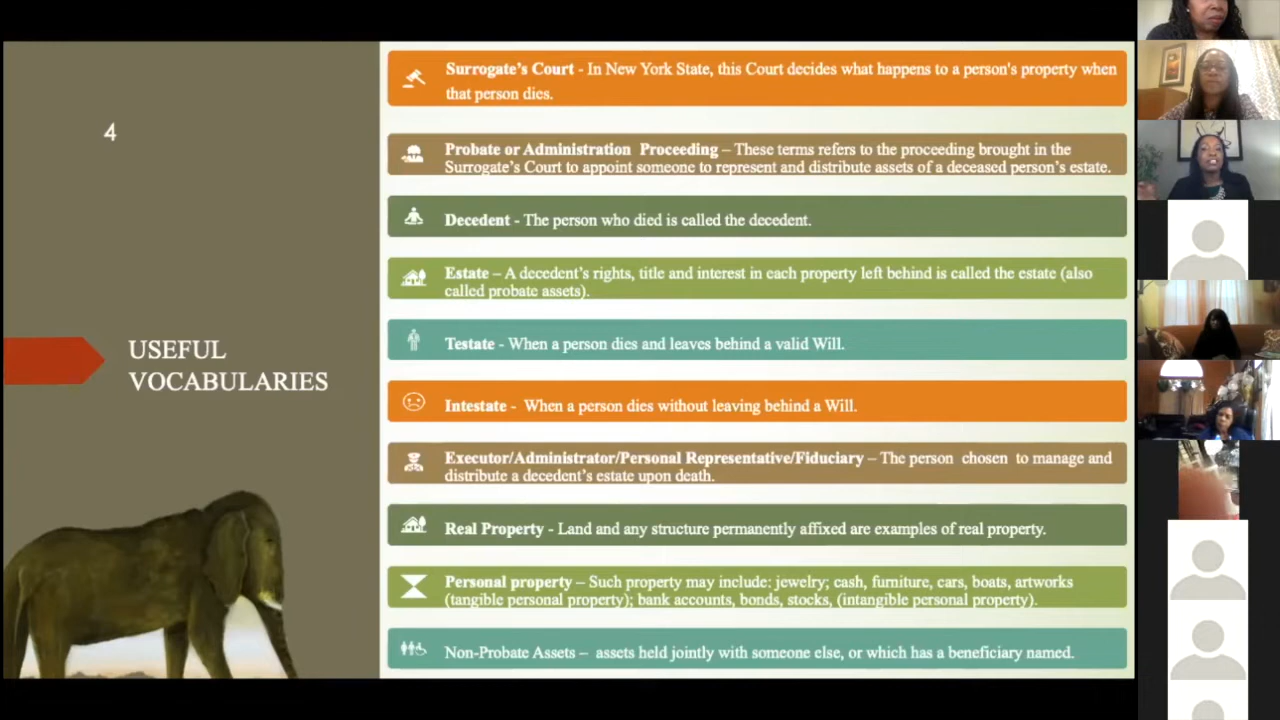 4
USEFUL
VOCABULARIES
Surrogate's Court - In New York State, this Court decides what happens to a person's property when
that person dies.
Probate or Administration Proceeding – These terms refers to the proceeding brought in the
Surrogate's Court to appoint someone to represent and distribute assets of a deceased person's estate.
Decedent - The person who died is called the decedent.
Estate – A decedent's rights, title and interest in each property left behind is called the estate (also
called probate assets).
Testate - When a person dies and leaves behind a valid Will.
Intestate - When a person dies without leaving behind a Will.
Executor/Administrator/Personal Representative/Fiduciary – The person chosen to manage and
distribute a decedent's estate upon death.
Real Property - Land and any structure permanently affixed are examples of real property.
Personal property – Such property may include: jewelry; cash, furniture, cars, boats, artworks
(tangible personal property); bank accounts, bonds, stocks, (intangible personal property).
Non-Probate Assets – assets held jointly with someone else, or which has a beneficiary named.